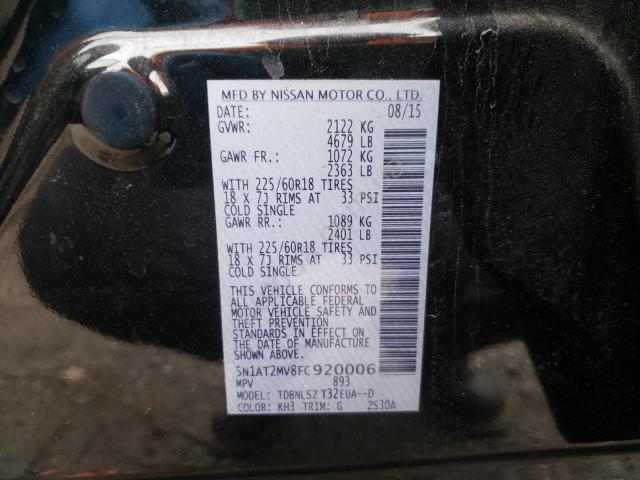 MFD BY NISSAN MOTOR CO., LTD.
DATE: 08/15
GVWR: 2122 KG
4679 LB
GAWR FR.: 1072 KG
2363 LB
WITH 225/60R18 TIRES
18 X 7J RIMS AT 33 PSI
COLD SINGLE
GAWR RR.: 1089 KG
2401 LB
WITH 225/60R18 TIRES
18 X 7J RIMS AT 33 PSI
COLD SINGLE
THIS VEHICLE CONFORMS TO
ALL APPLICABLE FEDERAL
MOTOR VEHICLE SAFETY AND
THEFT PREVENTION
STANDARDS IN EFFECT ON
THE DATE OF MANUFACTURE
SHOWN ABOVE.
5N1AT2MV8FC920006
MPV 893
MODEL: TDBNLSZ T32EUA--D
COLOR: KH3 TRIM: G ZS30A